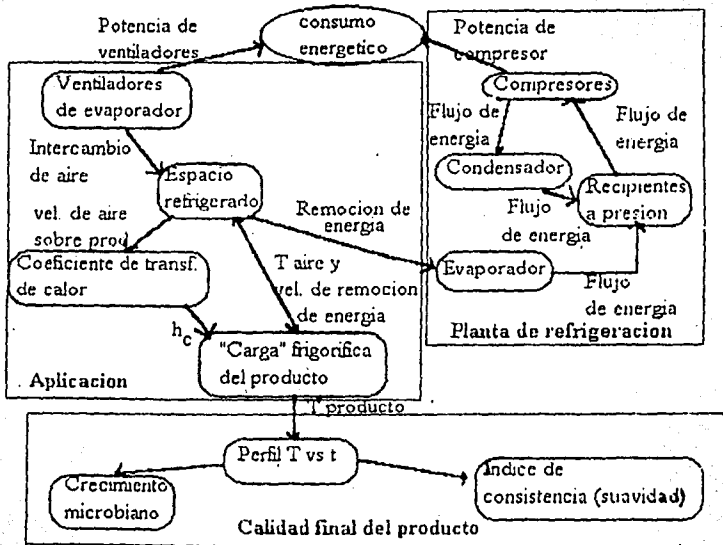 Potencia de
ventiladores
consumo
energetico
Potencia de
compresor
Ventiladores
de evaporador
Intercambio
de aire
Espacio
refrigerado
vel. de aire
sobre prod
Coeficiente de transf.
de calor
h c
Remocion de
energia
T aire y
vel. de remocion
de energia
"Carga" frigorifica
del producto
Aplicacion
Compresores
Flujo de
energia
Flujo de
energia
Condensador
Recipientes
a presion
Flujo
de energia
Evaporador
Flujo
de energia
Planta de refrigeracion
T producto
Perfil T vs t
Crecimiento
microbiano
Indice de
consistencia (suavidad)
Calidad final del producto